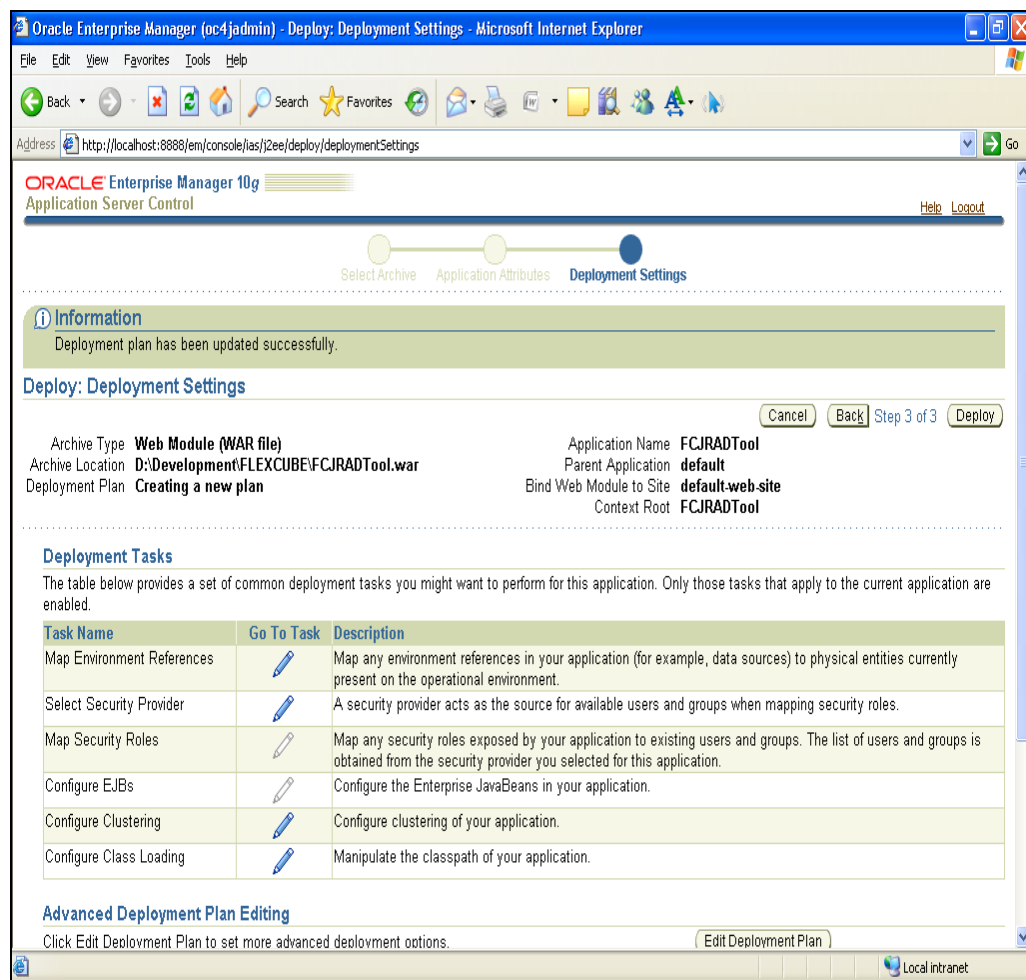 Oracle Enterprise Manager (oc4jadmin) - Deploy: Deployment Settings - Microsoft Internet Explorer
File Edit View Favorites Tools Help
Back Search Favorites
Address http://localhost:8888/em/console/ias/j2ee/deploy/deploymentSettings Go
ORACLE Enterprise Manager 10g
Application Server Control
Help Logout
Select Archive Application Attributes Deployment Settings
Information
Deployment plan has been updated successfully.
Deploy: Deployment Settings
Cancel Back Step 3 of 3 Deploy
Archive Type Web Module (WAR file)
Archive Location D:\Development\FLEXCUBE\FCJRADTool.war
Deployment Plan Creating a new plan
Application Name FCJRADTool
Parent Application default
Bind Web Module to Site default-web-site
Context Root FCJRADTool
Deployment Tasks
The table below provides a set of common deployment tasks you might want to perform for this application. Only those tasks that apply to the current application are
enabled.
Task Name Go To Task Description
Map Environment References Map any environment references in your application (for example, data sources) to physical entities currently
present on the operational environment.
Select Security Provider A security provider acts as the source for available users and groups when mapping security roles.
Map Security Roles Map any security roles exposed by your application to existing users and groups. The list of users and groups is
obtained from the security provider you selected for this application.
Configure EJBs Configure the Enterprise JavaBeans in your application.
Configure Clustering Configure clustering of your application.
Configure Class Loading Manipulate the classpath of your application.
Advanced Deployment Plan Editing
Click Edit Deployment Plan to set more advanced deployment options. Edit Deployment Plan
Local intranet